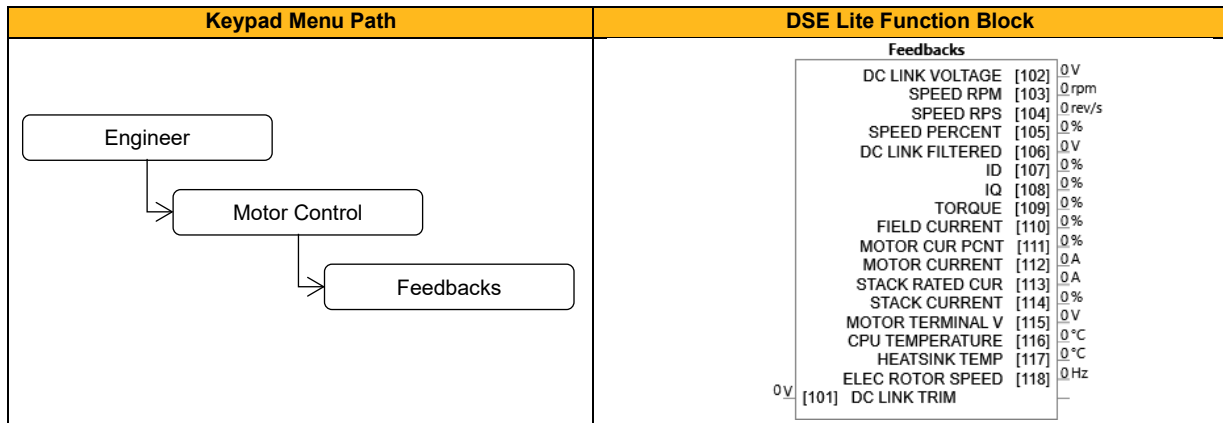 Keypad Menu Path
DSE Lite Function Block
Engineer
Motor Control
Feedbacks
Feedbacks
DC LINK VOLTAGE [102] 0 V
SPEED RPM [103] 0 rpm
SPEED RPS [104] 0 rev/s
SPEED PERCENT [105] 0 %
DC LINK FILTERED [106] 0 V
ID [107] 0 %
IQ [108] 0 %
TORQUE [109] 0 %
FIELD CURRENT [110] 0 %
MOTOR CUR PCNT [111] 0 %
MOTOR CURRENT [112] 0 A
STACK RATED CUR [113] 0 A
STACK CURRENT [114] 0 %
MOTOR TERMINAL V [115] 0 V
CPU TEMPERATURE [116] 0 °C
HEATSINK TEMP [117] 0 °C
ELEC ROTOR SPEED [118] 0 Hz
0 V [101] DC LINK TRIM